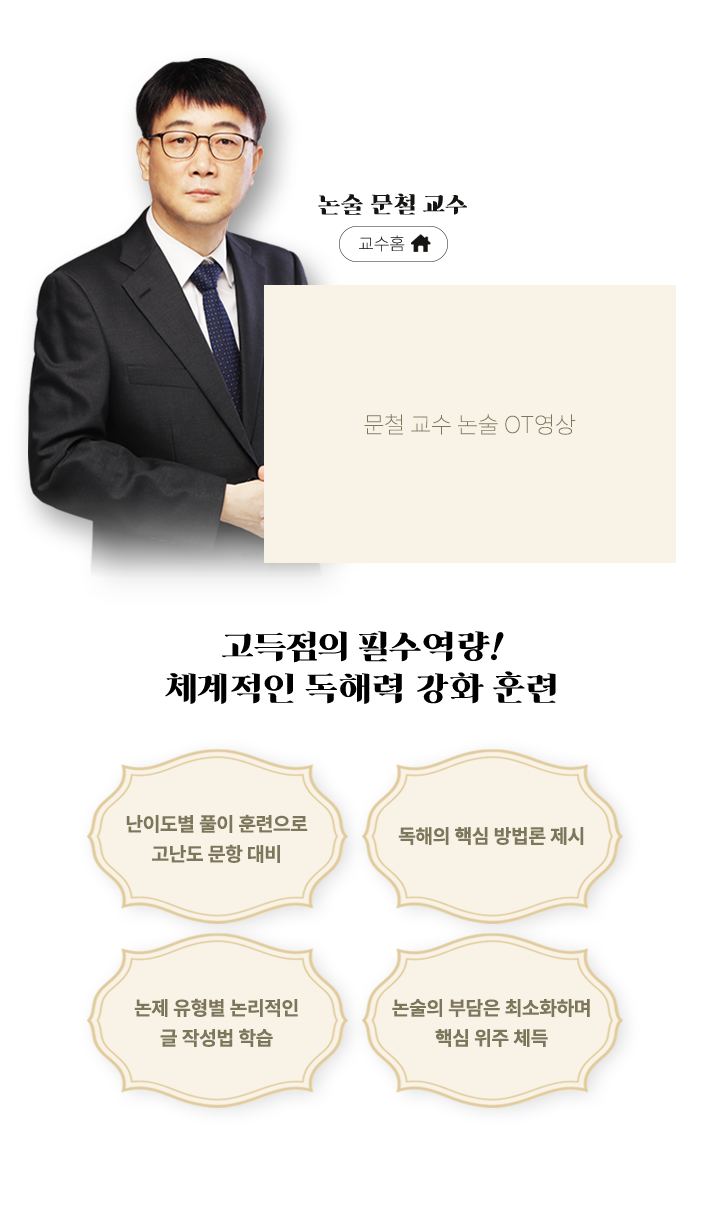 논술 문철 교수
교수홈
문철 교수 논술 OT영상
고득점의 필수역량!
체계적인 독해력 강화 훈련
난이도별 풀이 훈련으로
고난도 문항 대비
독해의 핵심 방법론 제시
논제 유형별 논리적인
글 작성법 학습
논술의 부담은 최소화하며
핵심 위주 체득